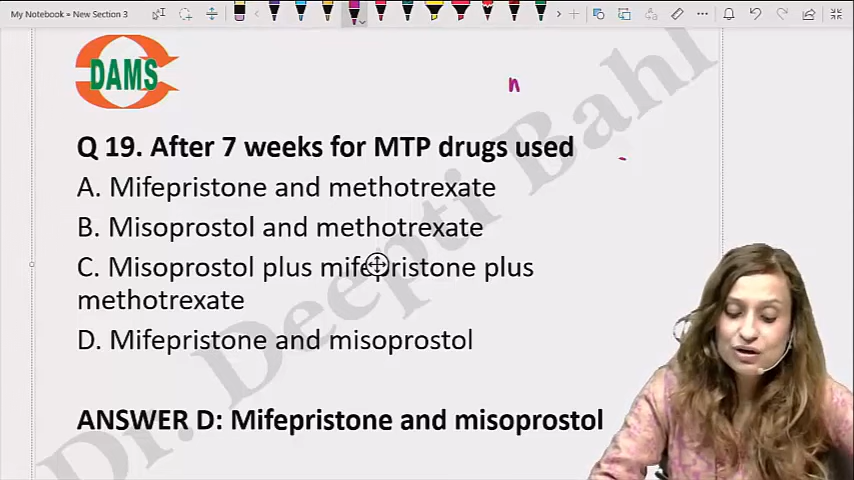 My Notebook = New Section 3
DAMS
n
Q 19. After 7 weeks for MTP drugs used
A. Mifepristone and methotrexate
B. Misoprostol and methotrexate
C. Misoprostol plus mifepristone plus
methotrexate
D. Mifepristone and misoprostol
ANSWER D: Mifepristone and misoprostol
Dr. Deepti Bahl